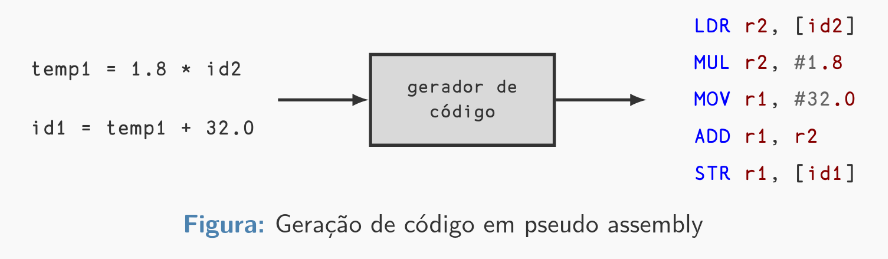 temp1 = 1.8 * id2
id1 = temp1 + 32.0
gerador de
código
LDR r2, [id2]
MUL r2, #1.8
MOV r1, #32.0
ADD r1, r2
STR r1, [id1]
Figura: Geração de código em pseudo assembly